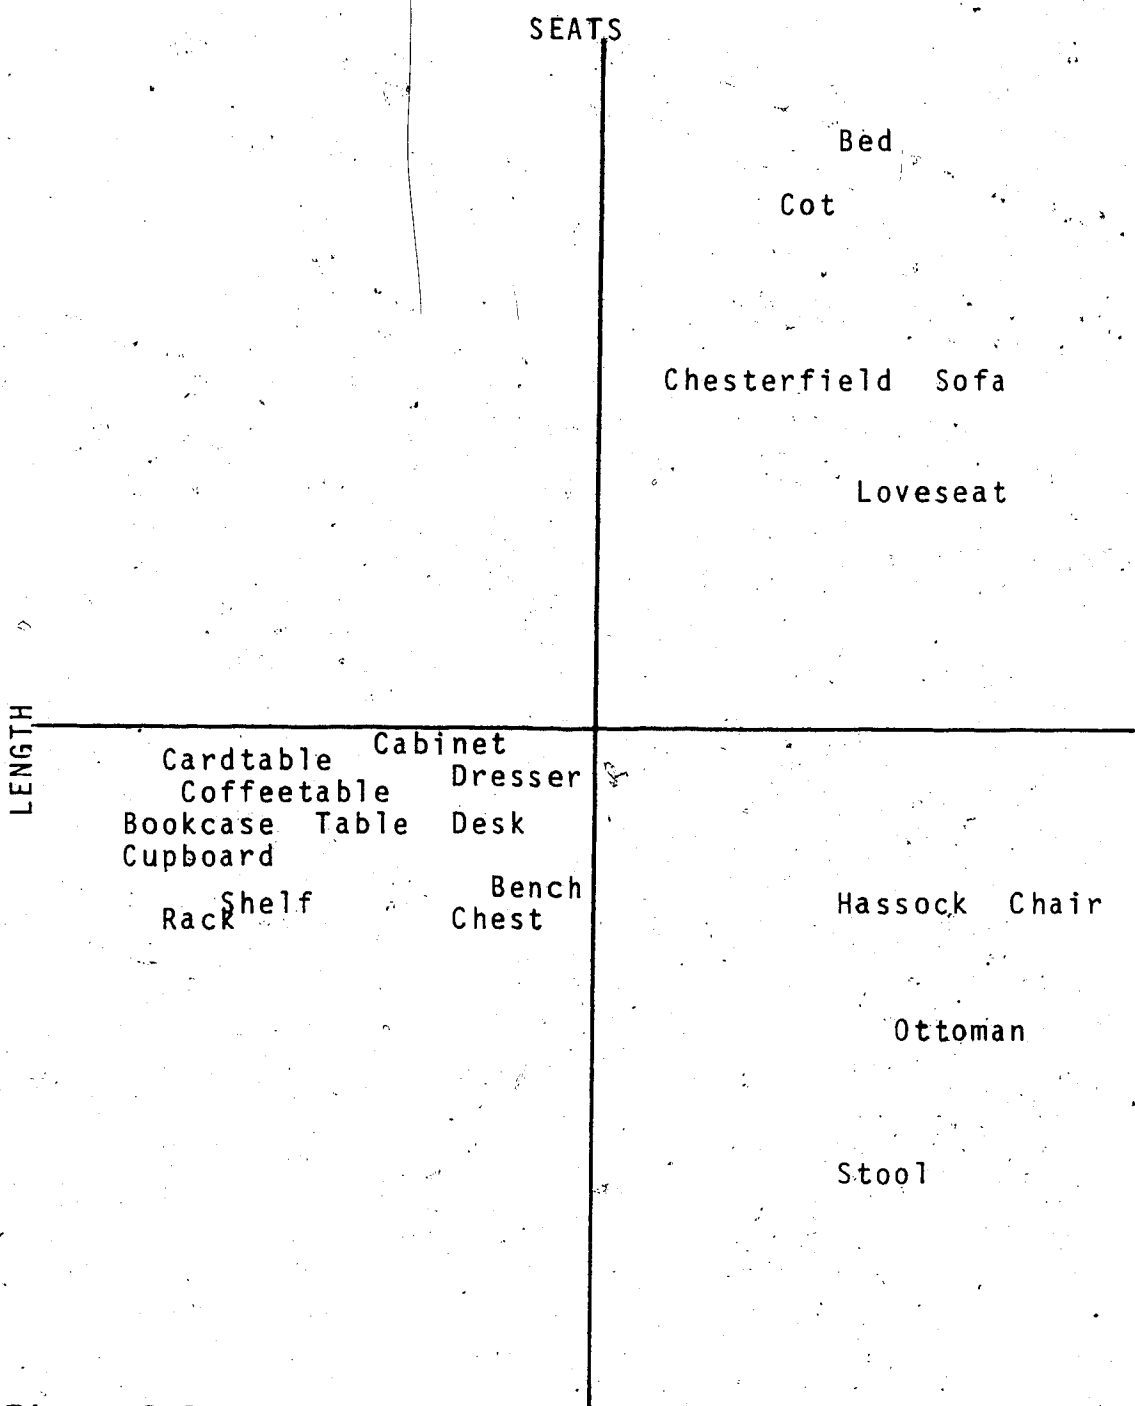 SEATS
Bed
Cot
Chesterfield Sofa
Loveseat
LENGTH
Cabinet
Cardtable
Dresser
Coffeetable
Bookcase Table Desk
Cupboard
Bench
Shelf Hassock Chair
Rack Chest
Ottoman
Stool